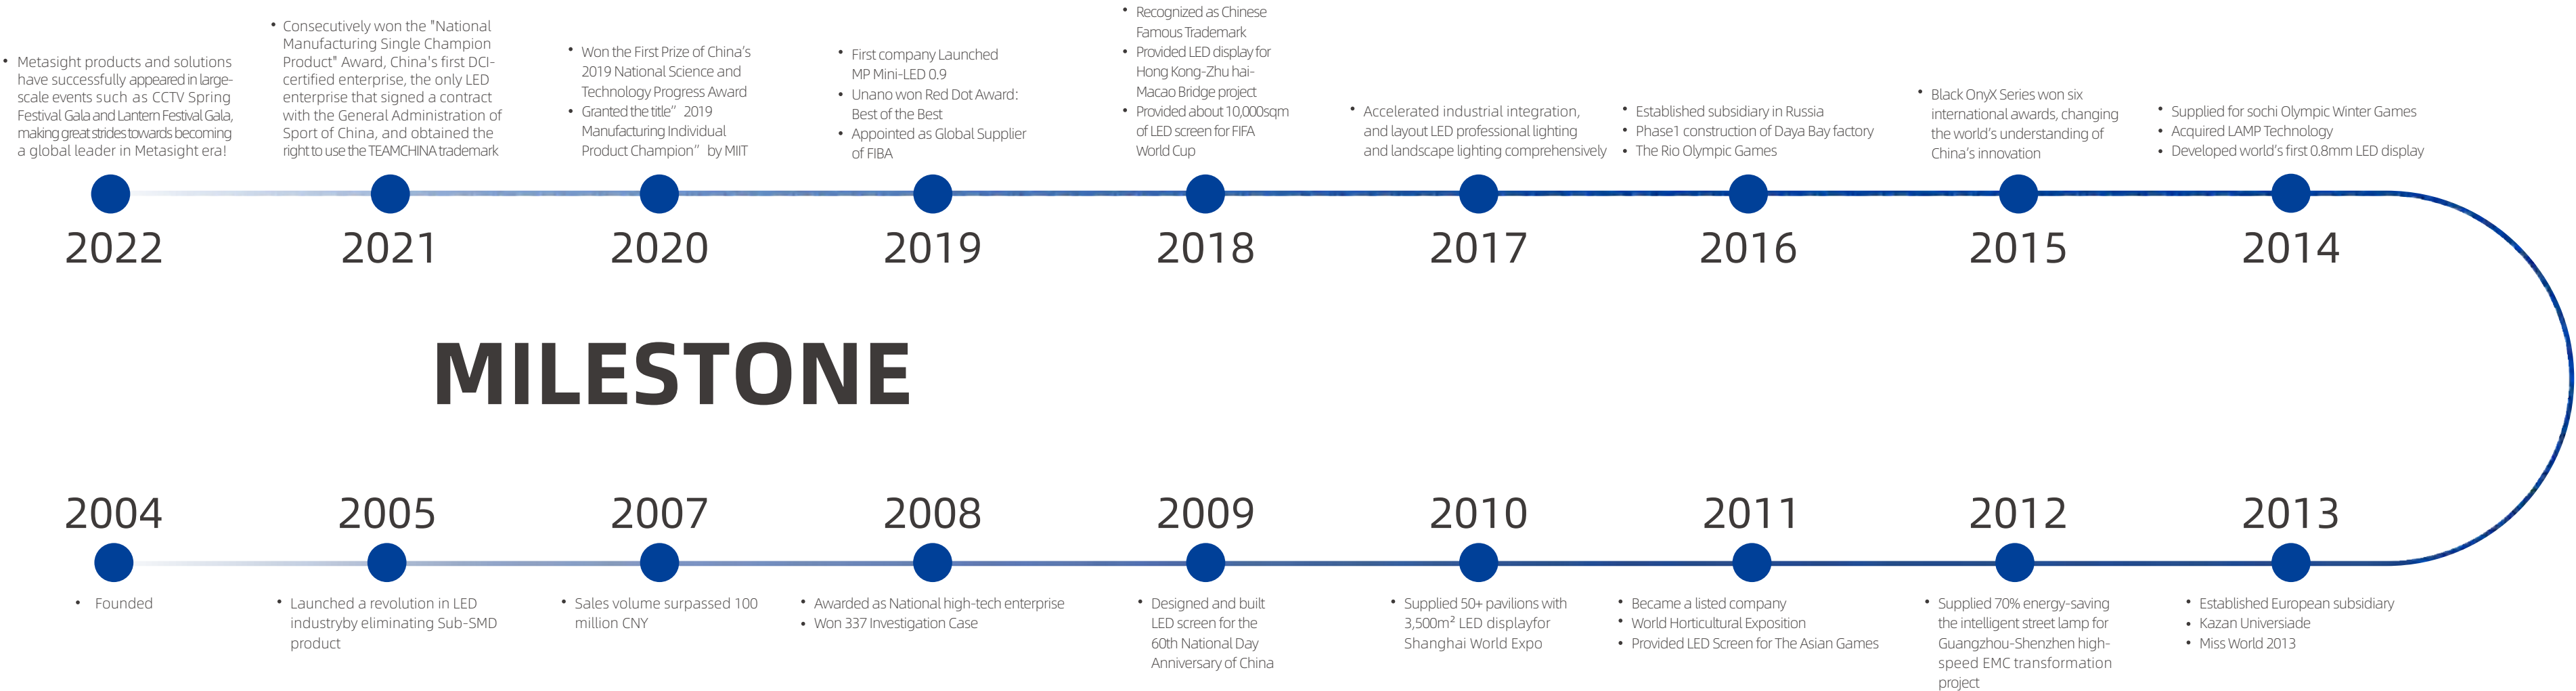 • Metasight products and solutions
have successfully appeared in large-
scale events such as CCTV Spring
Festival Gala and Lantern Festival Gala,
making great strides towards becoming
a global leader in Metasight era!
2022
• Consecutively won the "National
Manufacturing Single Champion
Product" Award, China's first DCI-
certified enterprise, the only LED
enterprise that signed a contract
with the General Administration of
Sport of China, and obtained the
right to use the TEAMCHINA trademark
2021
• Won the First Prize of China's
2019 National Science and
Technology Progress Award
• Granted the title" 2019
Manufacturing Individual
Product Champion" by MIIT
2020
• First company Launched
MP Mini-LED 0.9
• Unano won Red Dot Award:
Best of the Best
• Appointed as Global Supplier
of FIBA
2019
• Recognized as Chinese
Famous Trademark
• Provided LED display for
Hong Kong-Zhu hai-
Macao Bridge project
• Provided about 10,000sqm
of LED screen for FIFA
World Cup
2018
• Accelerated industrial integration,
and layout LED professional lighting
and landscape lighting comprehensively
2017
• Established subsidiary in Russia
• Phase1 construction of Daya Bay factory
• The Rio Olympic Games
2016
• Black OnyX Series won six
international awards, changing
the world's understanding of
China's innovation
2015
• Supplied for sochi Olympic Winter Games
• Acquired LAMP Technology
• Developed world's first 0.8mm LED display
2014
MILESTONE
2004
• Founded
2005
• Launched a revolution in LED
industryby eliminating Sub-SMD
product
2007
• Sales volume surpassed 100
million CNY
2008
• Awarded as National high-tech enterprise
• Won 337 Investigation Case
2009
• Designed and built
LED screen for the
60th National Day
Anniversary of China
2010
• Supplied 50+ pavilions with
3,500m² LED displayfor
Shanghai World Expo
2011
• Became a listed company
• World Horticultural Exposition
• Provided LED Screen for The Asian Games
2012
• Supplied 70% energy-saving
the intelligent street lamp for
Guangzhou-Shenzhen high-
speed EMC transformation
project
2013
• Established European subsidiary
• Kazan Universiade
• Miss World 2013